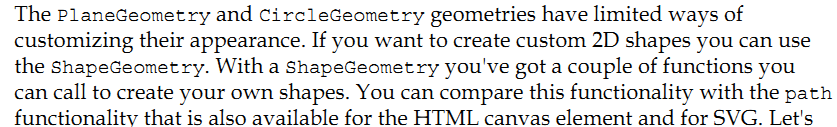 The PlaneGeometry and CircleGeometry geometries have limited ways of
customizing their appearance. If you want to create custom 2D shapes you can use
the ShapeGeometry. With a ShapeGeometry you've got a couple of functions you
can call to create your own shapes. You can compare this functionality with the path
functionality that is also available for the HTML canvas element and for SVG. Let's